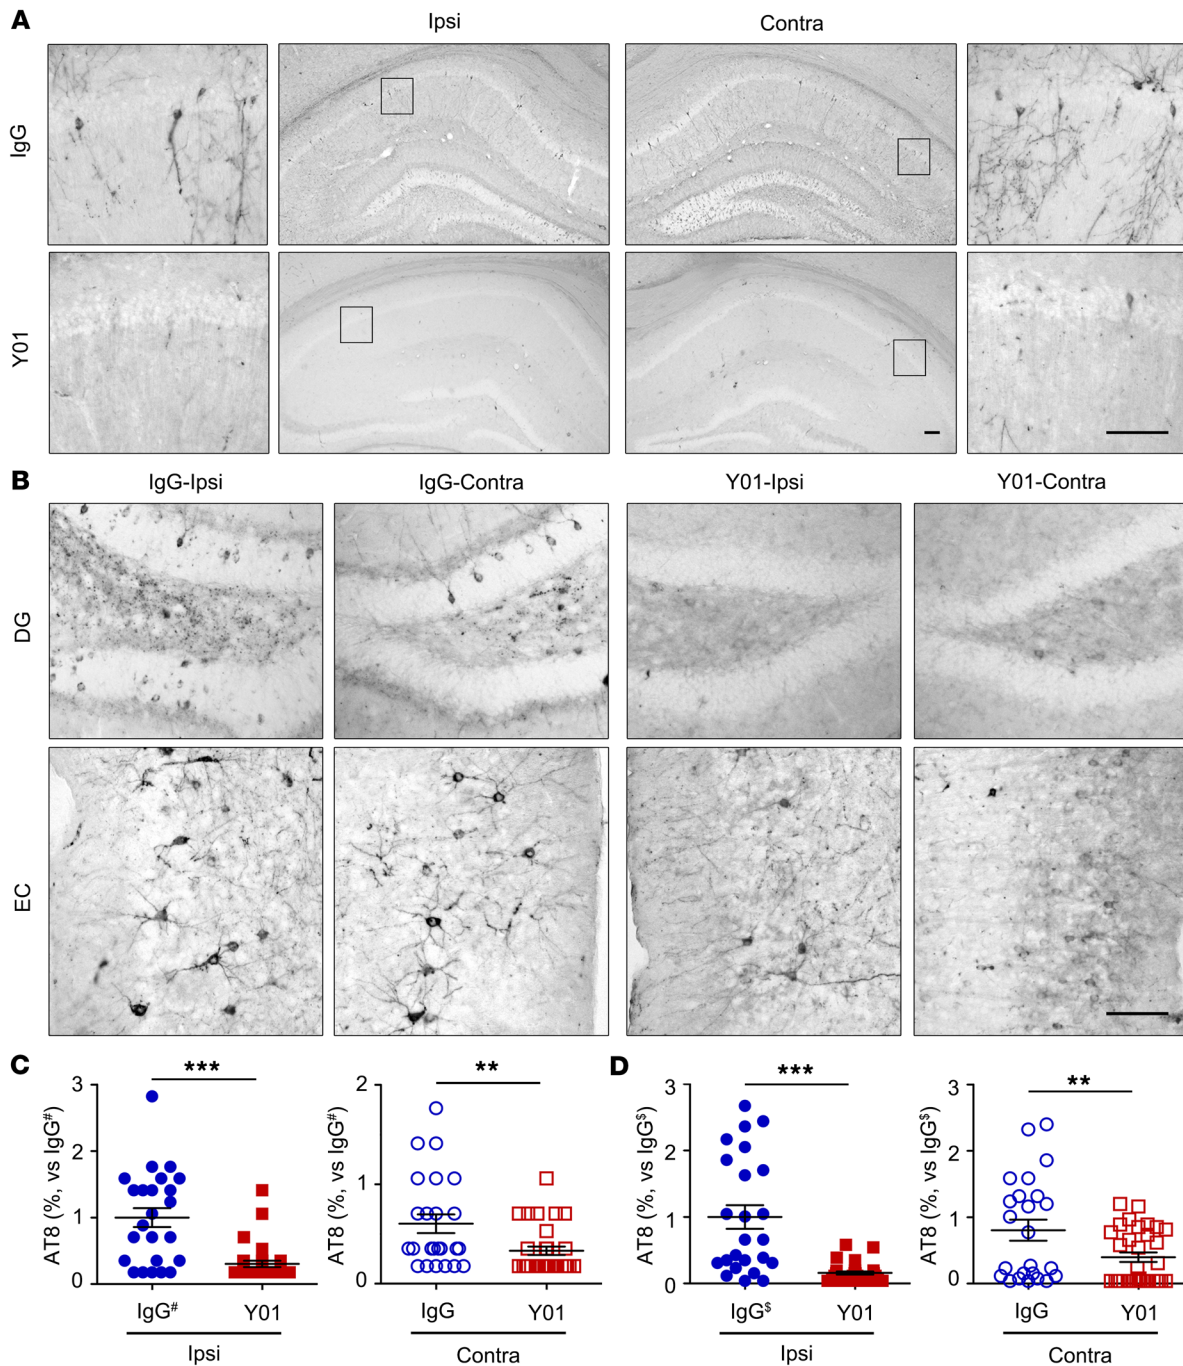 A
Ipsi
Contra
IgG
Y01
B
IgG-Ipsi
IgG-Contra
Y01-Ipsi
Y01-Contra
DG
EC
C
***
3
2
1
0
AT8 (%, vs IgG#)
IgG#
Y01
Ipsi
**
2
1
0
AT8 (%, vs IgG#)
IgG
Y01
Contra
D
***
3
2
1
0
AT8 (%, vs IgG$)
IgG$
Y01
Ipsi
**
3
2
1
0
AT8 (%, vs IgG$)
IgG
Y01
Contra